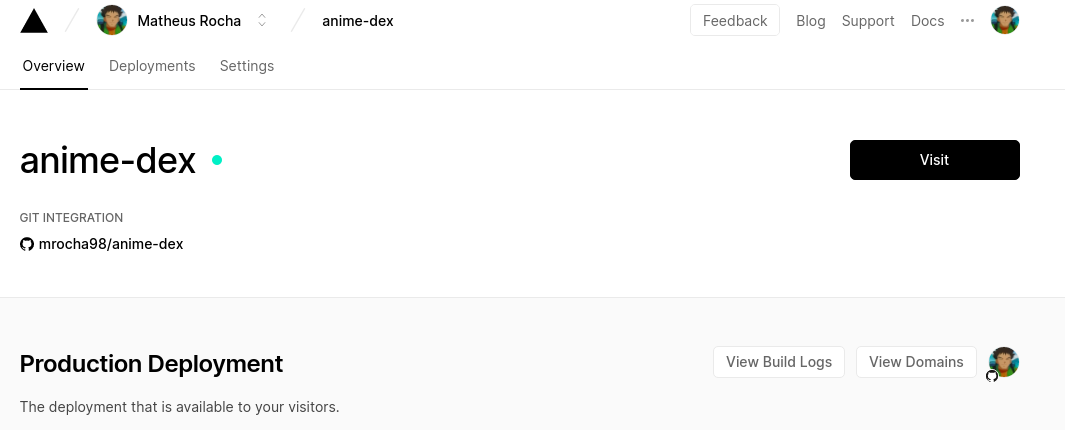 Matheus Rocha anime-dex Feedback Blog Support Docs ···
Overview Deployments Settings
anime-dex Visit
GIT INTEGRATION
mrocha98/anime-dex
Production Deployment View Build Logs View Domains
The deployment that is available to your visitors.